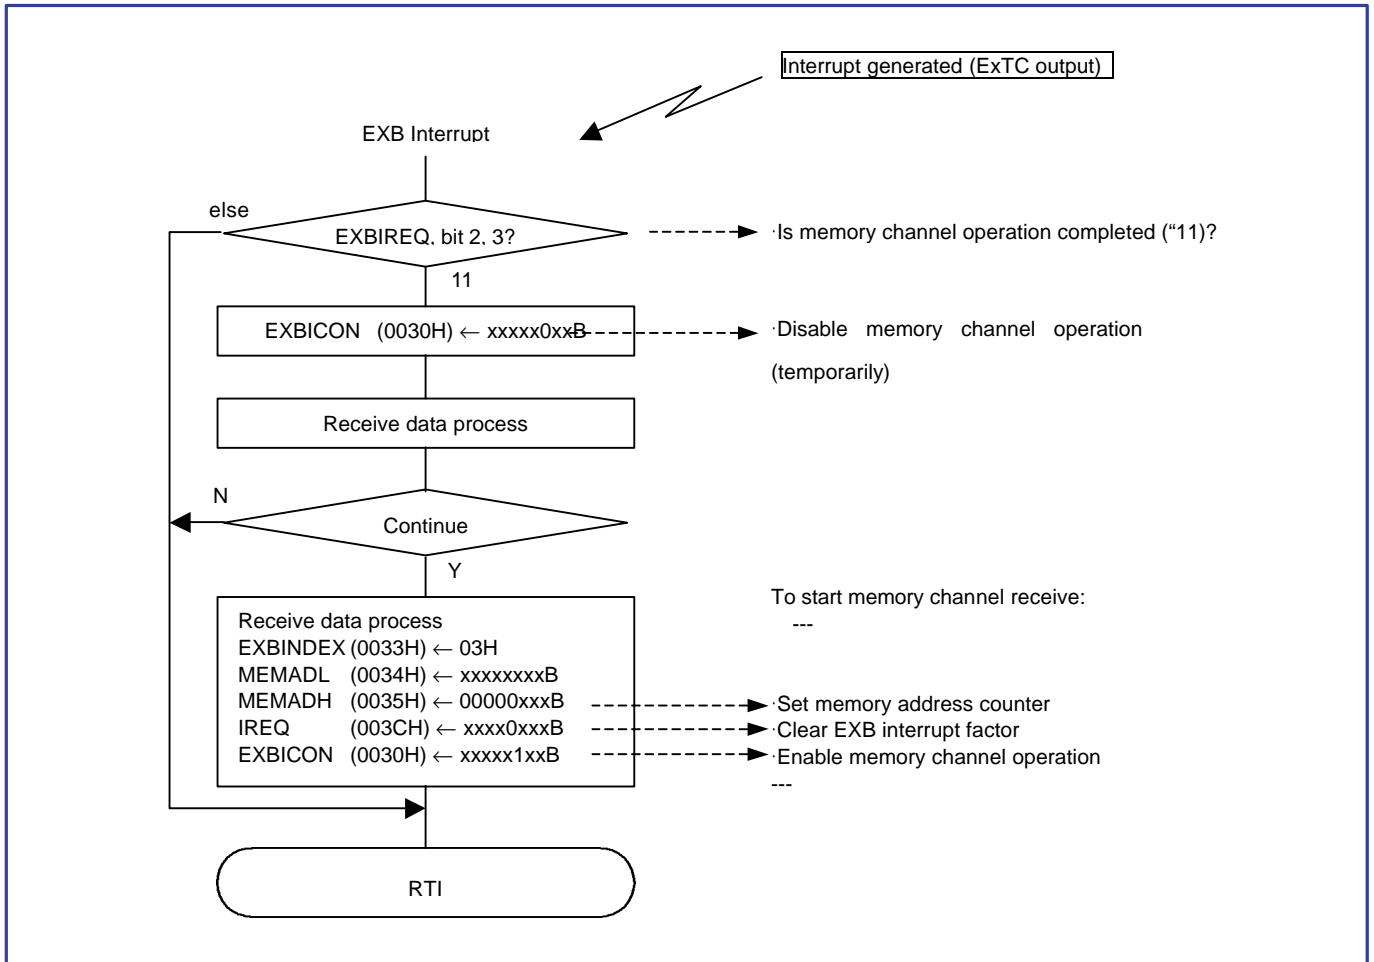 Interrupt generated (ExTC output)
EXB Interrupt
else
EXBIREQ, bit 2, 3?
·Is memory channel operation completed (“11)?
11
EXBICON (0030H) ← xxxxx0xxB
·Disable memory channel operation
(temporarily)
Receive data process
N
Continue
Y
To start memory channel receive:
---
Receive data process
EXBINDEX (0033H) ← 03H
MEMADL (0034H) ← xxxxxxxxB
MEMADH (0035H) ← 00000xxxB
·Set memory address counter
IREQ (003CH) ← xxxx0xxxB
·Clear EXB interrupt factor
EXBICON (0030H) ← xxxxx1xxB
·Enable memory channel operation
---
RTI